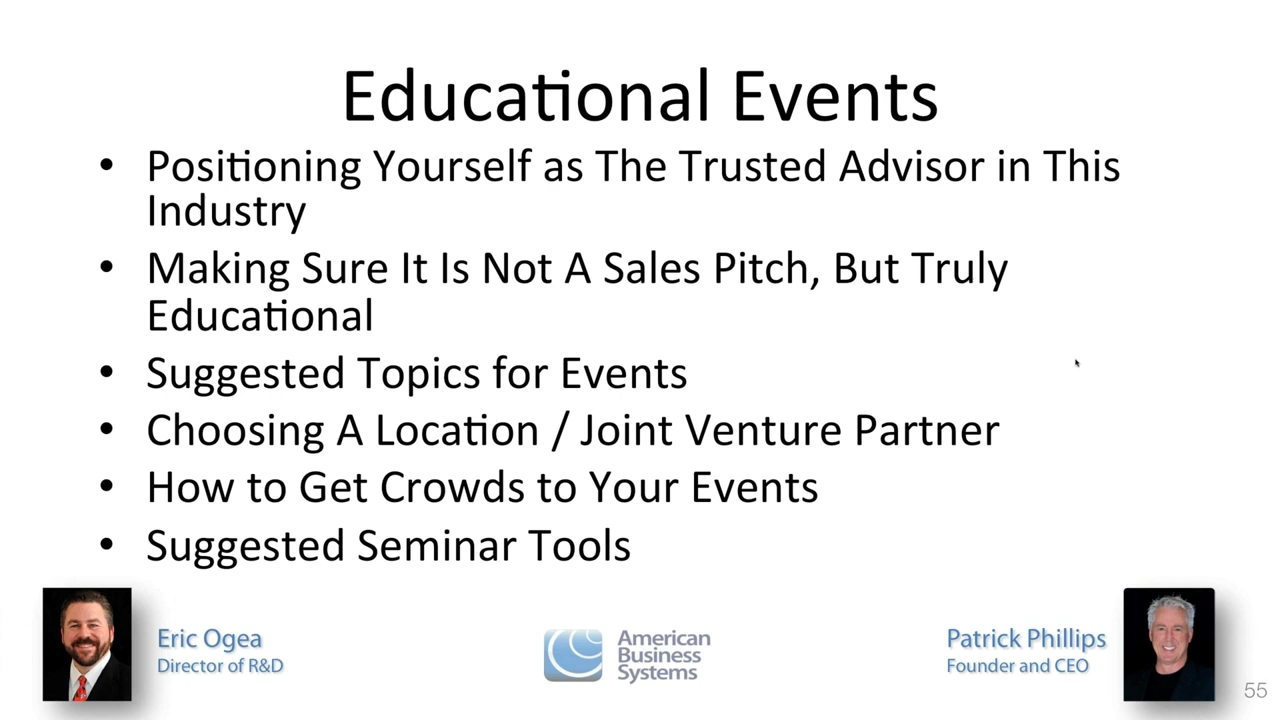 Educational Events
• Positioning Yourself as The Trusted Advisor in This
Industry
• Making Sure It Is Not A Sales Pitch, But Truly
Educational
• Suggested Topics for Events
• Choosing A Location / Joint Venture Partner
• How to Get Crowds to Your Events
• Suggested Seminar Tools
Eric Ogea
Director of R&D
American
Business
Systems
Patrick Phillips
Founder and CEO
55